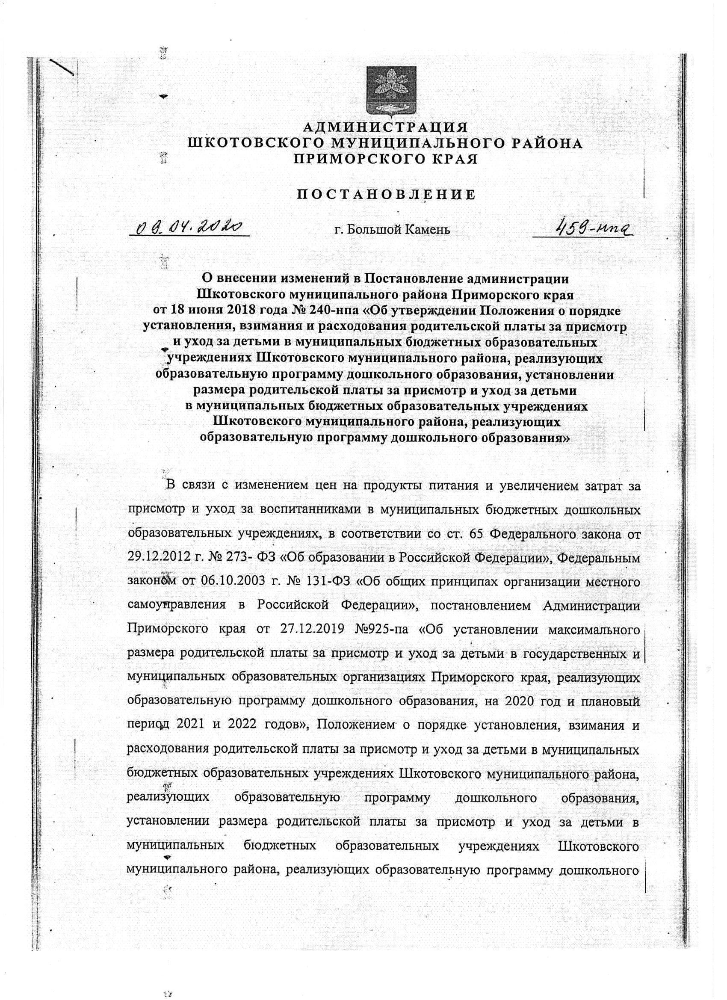 АДМИНИСТРАЦИЯ
ШКОТОВСКОГО МУНИЦИПАЛЬНОГО РАЙОНА
ПРИМОРСКОГО КРАЯ
ПОСТАНОВЛЕНИЕ
09.04.2020 г. Большой Камень 459-нпа
О внесении изменений в Постановление администрации
Шкотовского муниципального района Приморского края
от 18 июня 2018 года № 240-нпа «Об утверждении Положения о порядке
установления, взимания и расходования родительской платы за присмотр
и уход за детьми в муниципальных бюджетных образовательных
учреждениях Шкотовского муниципального района, реализующих
образовательную программу дошкольного образования, установлении
размера родительской платы за присмотр и уход за детьми
в муниципальных бюджетных образовательных учреждениях
Шкотовского муниципального района, реализующих
образовательную программу дошкольного образования»
В связи с изменением цен на продукты питания и увеличением затрат за
присмотр и уход за воспитанниками в муниципальных бюджетных дошкольных
образовательных учреждениях, в соответствии со ст. 65 Федерального закона от
29.12.2012 г. № 273- ФЗ «Об образовании в Российской Федерации», Федеральным
законом от 06.10.2003 г. № 131-ФЗ «Об общих принципах организации местного
самоуправления в Российской Федерации», постановлением Администрации
Приморского края от 27.12.2019 №925-па «Об установлении максимального
размера родительской платы за присмотр и уход за детьми в государственных и
муниципальных образовательных организациях Приморского края, реализующих
образовательную программу дошкольного образования, на 2020 год и плановый
период 2021 и 2022 годов», Положением о порядке установления, взимания и
расходования родительской платы за присмотр и уход за детьми в муниципальных
бюджетных образовательных учреждениях Шкотовского муниципального района,
реализующих образовательную программу дошкольного образования,
установлении размера родительской платы за присмотр и уход за детьми в
муниципальных бюджетных образовательных учреждениях Шкотовского
муниципального района, реализующих образовательную программу дошкольного